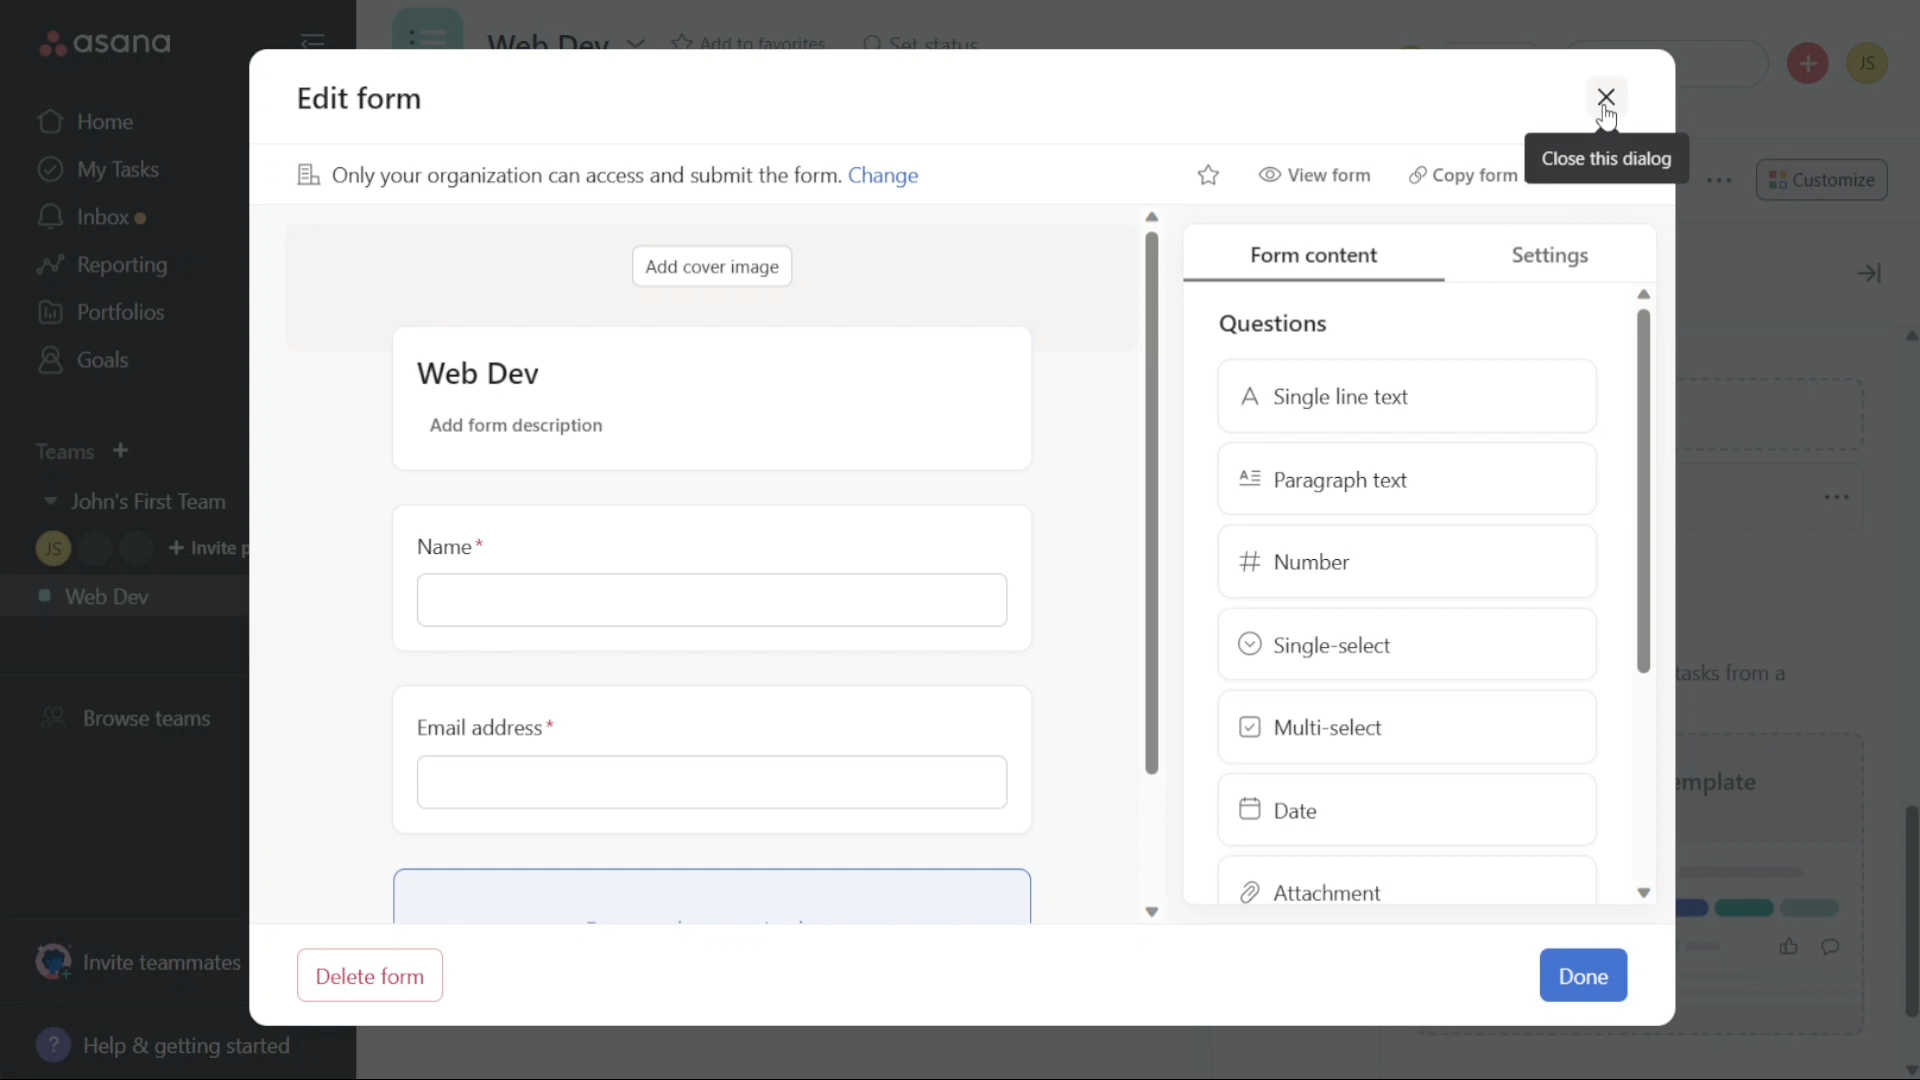 asana
Home
My Tasks
Inbox
Reporting
Portfolios
Goals
Teams +
John's First Team
JS
+ Invite p
Web Dev
Browse teams
Invite teammates
? Help & getting started
Web Dev
Add to favorites
Set status
JS
Customize
Edit form
Close this dialog
Only your organization can access and submit the form. Change
View form
Copy form
Add cover image
Web Dev
Add form description
Name*
Email address*
Delete form
Form content
Settings
Questions
Single line text
Paragraph text
# Number
Single-select
Multi-select
Date
Attachment
Done
tasks from a
emplate